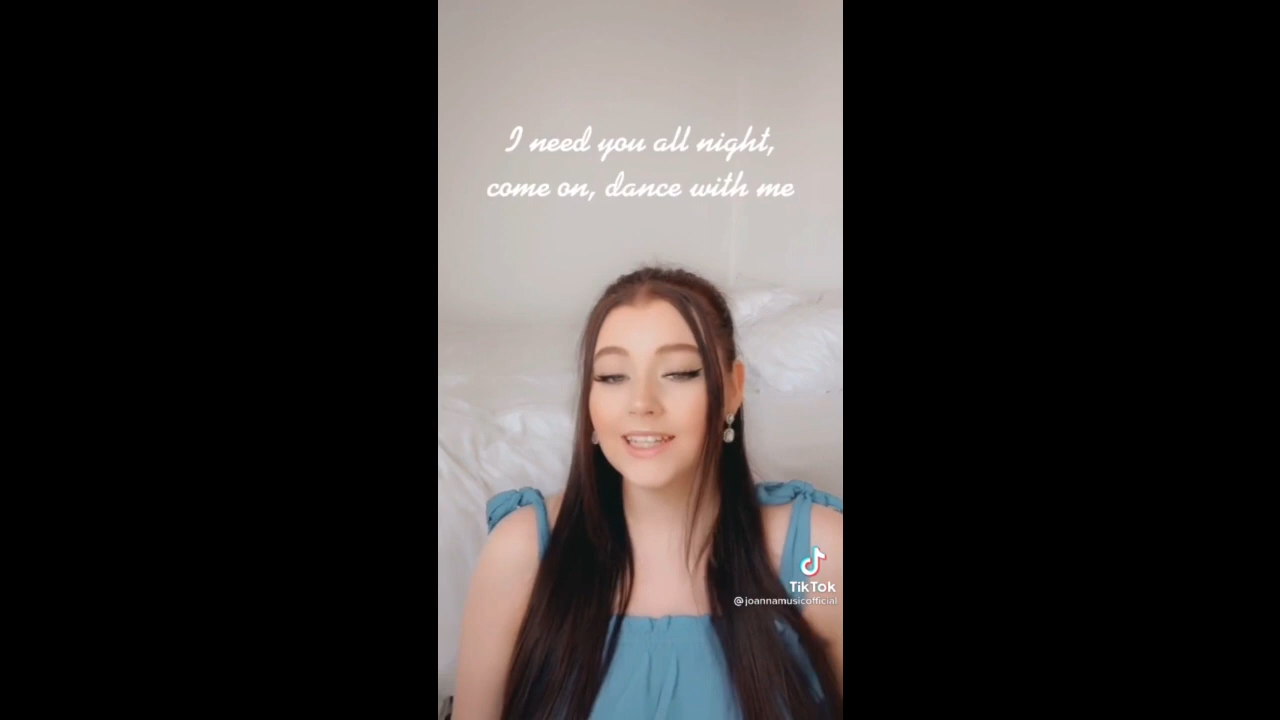 I need you all night,
come on, dance with me
TikTok
@joannamusicofficial